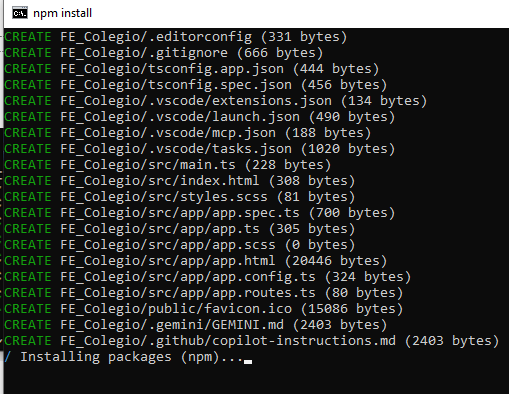 npm install
CREATE FE_Colegio/.editorconfig (331 bytes)
CREATE FE_Colegio/.gitignore (666 bytes)
CREATE FE_Colegio/tsconfig.app.json (444 bytes)
CREATE FE_Colegio/tsconfig.spec.json (456 bytes)
CREATE FE_Colegio/.vscode/extensions.json (134 bytes)
CREATE FE_Colegio/.vscode/launch.json (490 bytes)
CREATE FE_Colegio/.vscode/mcp.json (188 bytes)
CREATE FE_Colegio/.vscode/tasks.json (1020 bytes)
CREATE FE_Colegio/src/main.ts (228 bytes)
CREATE FE_Colegio/src/index.html (308 bytes)
CREATE FE_Colegio/src/styles.scss (81 bytes)
CREATE FE_Colegio/src/app/app.spec.ts (700 bytes)
CREATE FE_Colegio/src/app/app.ts (305 bytes)
CREATE FE_Colegio/src/app/app.scss (0 bytes)
CREATE FE_Colegio/src/app/app.html (20446 bytes)
CREATE FE_Colegio/src/app/app.config.ts (324 bytes)
CREATE FE_Colegio/src/app/app.routes.ts (80 bytes)
CREATE FE_Colegio/public/favicon.ico (15086 bytes)
CREATE FE_Colegio/.gemini/GEMINI.md (2403 bytes)
CREATE FE_Colegio/.github/copilot-instructions.md (2403 bytes)
/ Installing packages (npm)...